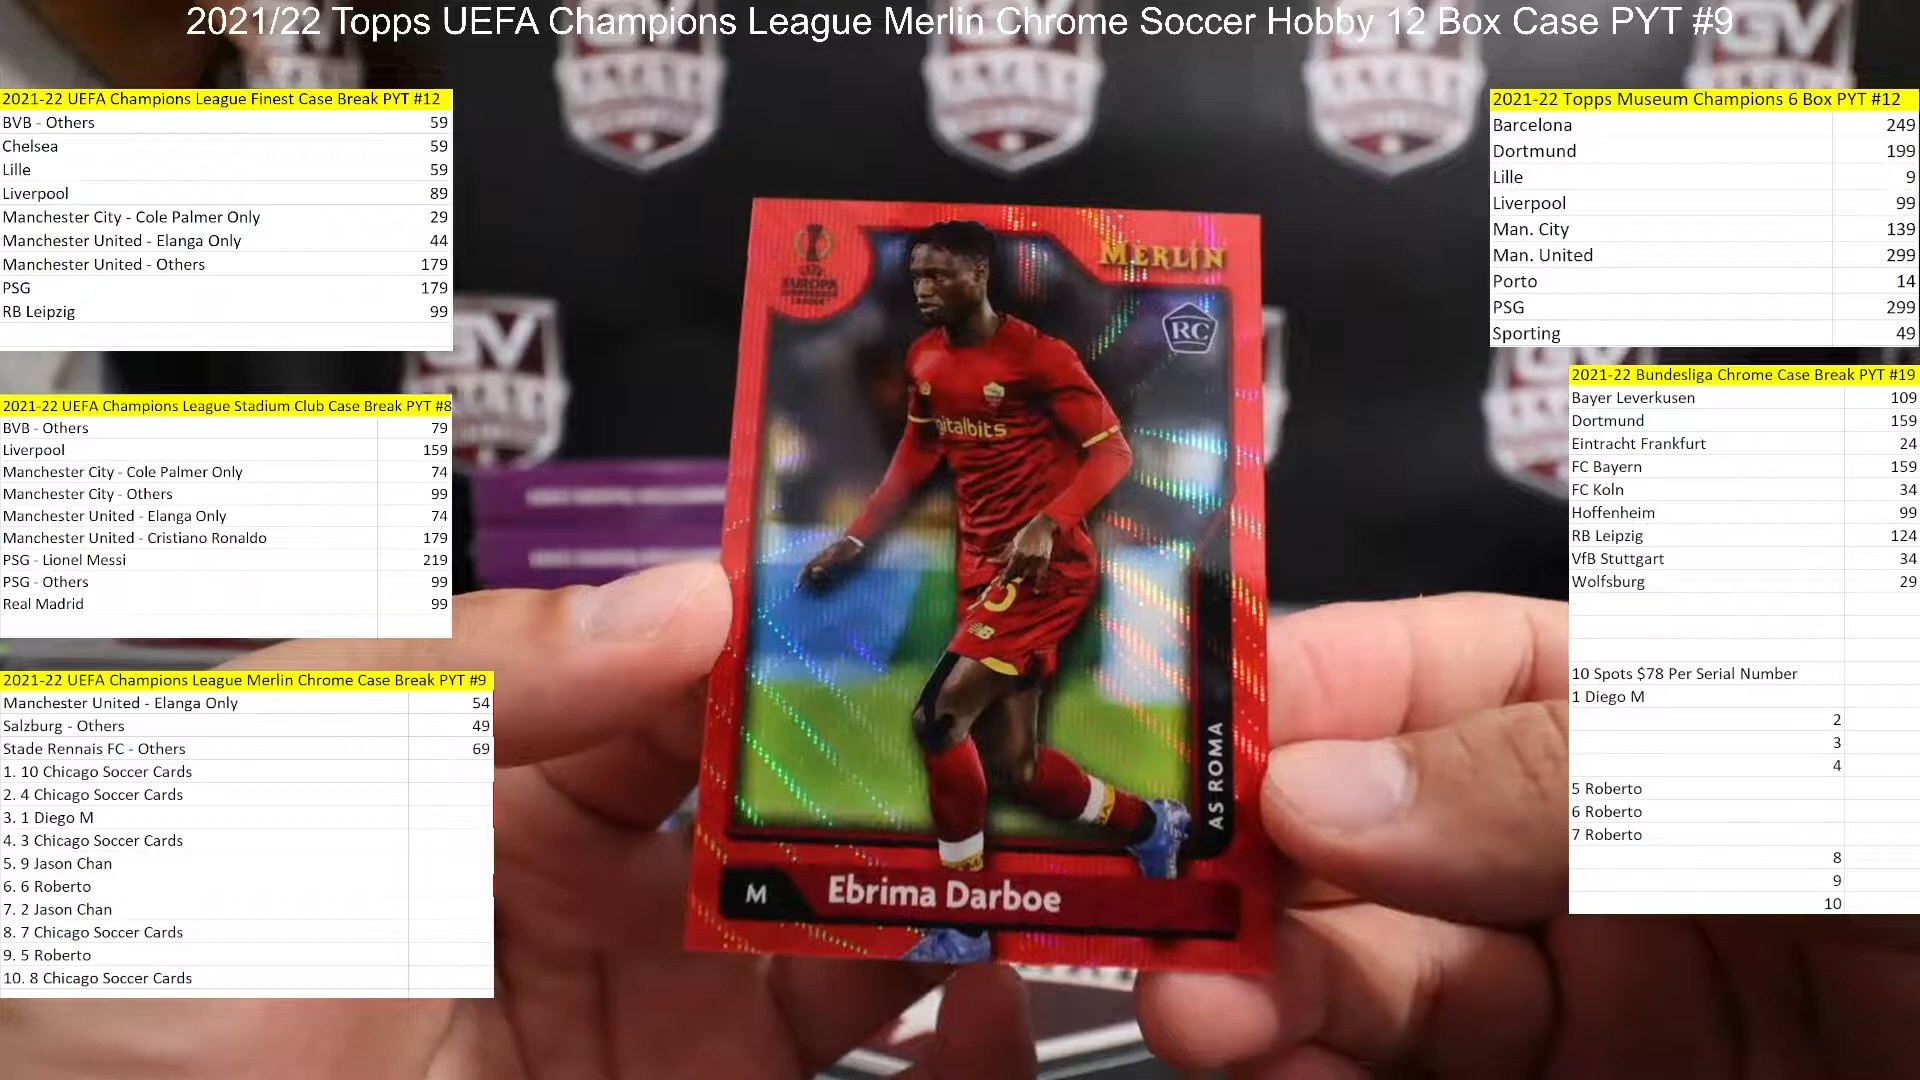 2021/22 Topps UEFA Champions League Merlin Chrome Soccer Hobby 12 Box Case PYT #9
2021-22 UEFA Champions League Finest Case Break PYT #12
BVB - Others 59
Chelsea 59
Lille 59
Liverpool 89
Manchester City - Cole Palmer Only 29
Manchester United - Elanga Only 44
Manchester United - Others 179
PSG 179
RB Leipzig 99
2021-22 UEFA Champions League Stadium Club Case Break PYT #8
BVB - Others 79
Liverpool 159
Manchester City - Cole Palmer Only 74
Manchester City - Others 99
Manchester United - Elanga Only 74
Manchester United - Cristiano Ronaldo 179
PSG - Lionel Messi 219
PSG - Others 99
Real Madrid 99
2021-22 UEFA Champions League Merlin Chrome Case Break PYT #9
Manchester United - Elanga Only 54
Salzburg - Others 49
Stade Rennais FC - Others 69
1. 10 Chicago Soccer Cards
2. 4 Chicago Soccer Cards
3. 1 Diego M
4. 3 Chicago Soccer Cards
5. 9 Jason Chan
6. 6 Roberto
7. 2 Jason Chan
8. 7 Chicago Soccer Cards
9. 5 Roberto
10. 8 Chicago Soccer Cards
UEFA
EUROPA
CONFERENCE
LEAGUE
MERLIN
RC
pitalbits
AS ROMA
M Ebrima Darboe
2021-22 Topps Museum Champions 6 Box PYT #12
Barcelona 249
Dortmund 199
Lille 9
Liverpool 99
Man. City 139
Man. United 299
Porto 14
PSG 299
Sporting 49
2021-22 Bundesliga Chrome Case Break PYT #19
Bayer Leverkusen 109
Dortmund 159
Eintracht Frankfurt 24
FC Bayern 159
FC Koln 34
Hoffenheim 99
RB Leipzig 124
VfB Stuttgart 34
Wolfsburg 29
10 Spots $78 Per Serial Number
1 Diego M
2
3
4
5 Roberto
6 Roberto
7 Roberto
8
9
10